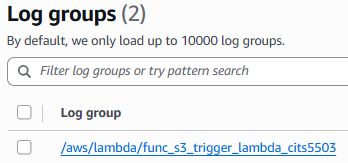 Log groups (2)
By default, we only load up to 10000 log groups.
Filter log groups or try pattern search
Log group
/aws/lambda/func_s3_trigger_lambda_cits5503